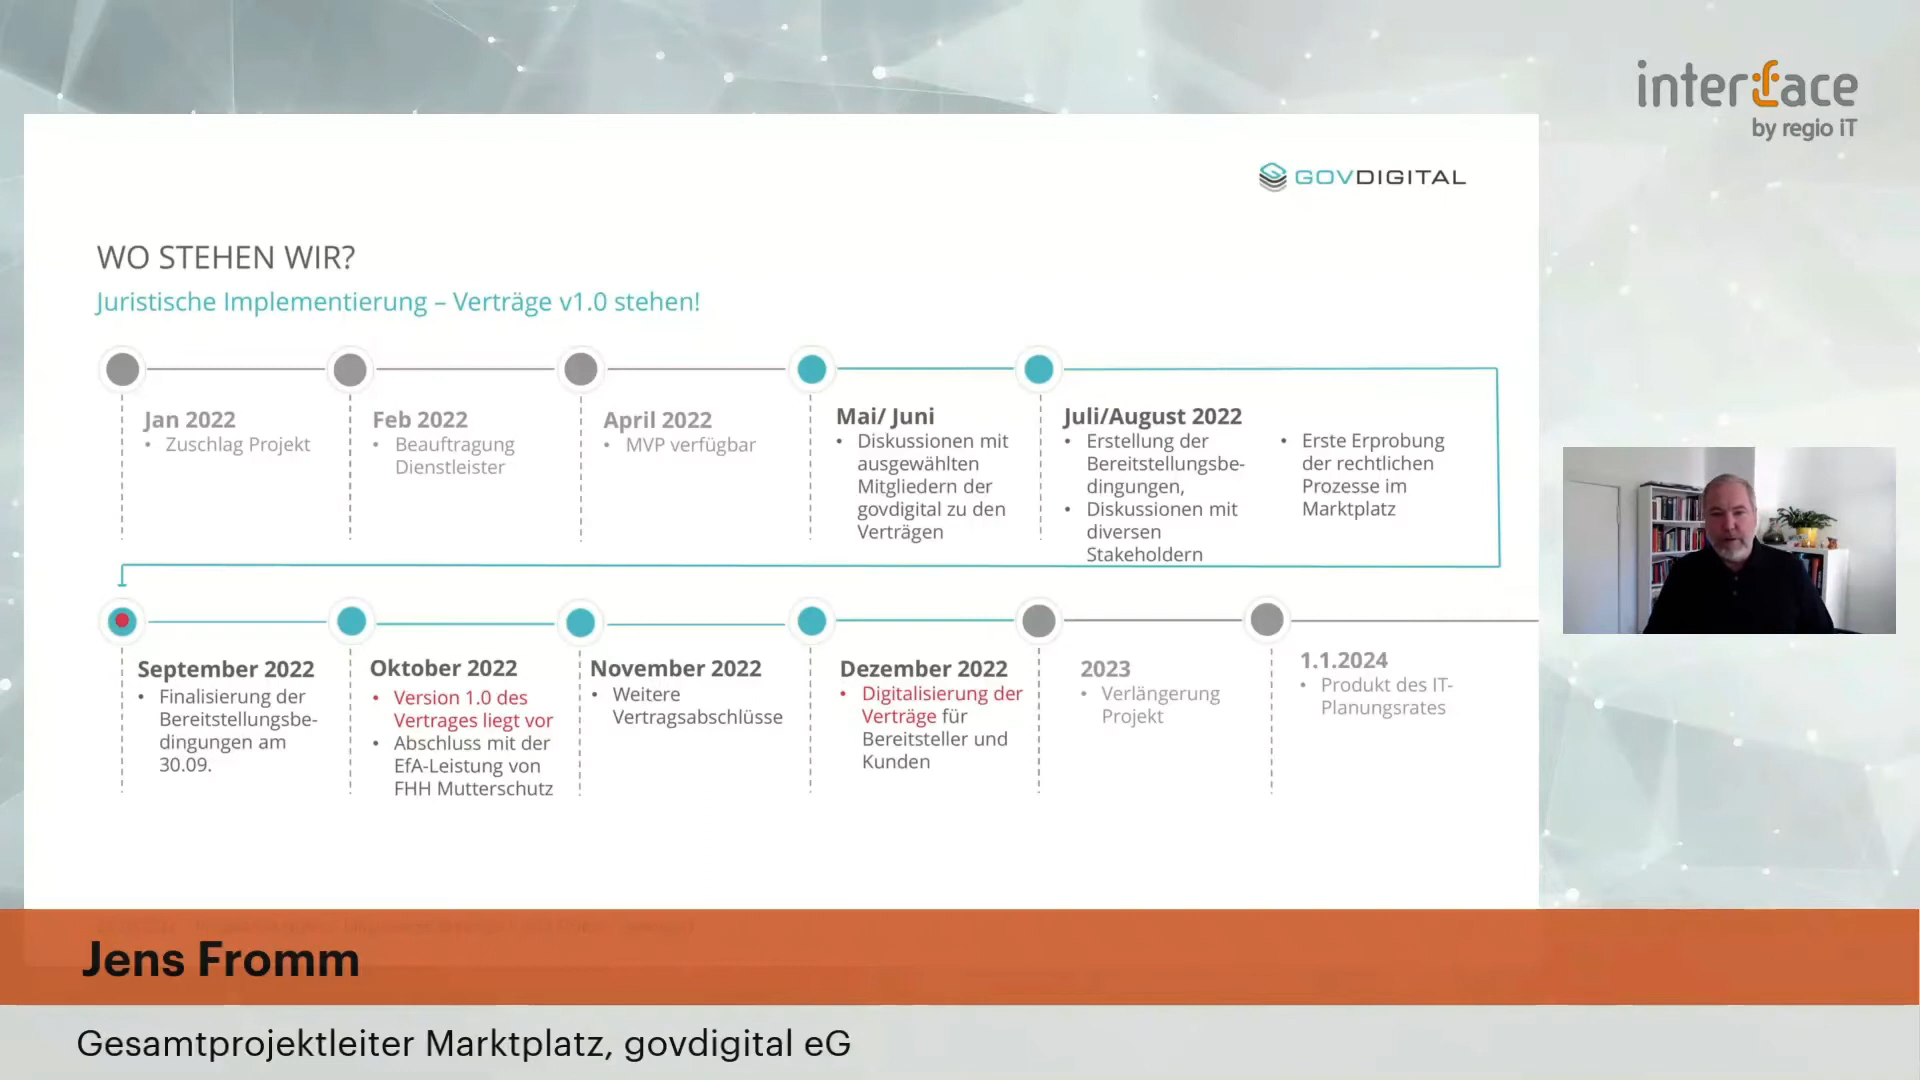 interface
by regio iT
GOVDIGITAL
WO STEHEN WIR?
Juristische Implementierung – Verträge v1.0 stehen!
Jan 2022
• Zuschlag Projekt
Feb 2022
• Beauftragung
Dienstleister
April 2022
• MVP verfügbar
Mai/ Juni
• Diskussionen mit
ausgewählten
Mitgliedern der
govdigital zu den
Verträgen
Juli/August 2022
• Erstellung der
Bereitstellungsbe-
dingungen,
• Diskussionen mit
diversen
Stakeholdern
• Erste Erprobung
der rechtlichen
Prozesse im
Marktplatz
September 2022
• Finalisierung der
Bereitstellungsbe-
dingungen am
30.09.
Oktober 2022
• Version 1.0 des
Vertrages liegt vor
• Abschluss mit der
EfA-Leistung von
FHH Mutterschutz
November 2022
• Weitere
Vertragsabschlüsse
Dezember 2022
• Digitalisierung der
Verträge für
Bereitsteller und
Kunden
2023
• Verlängerung
Projekt
1.1.2024
• Produkt des IT-
Planungsrates
Jens Fromm
Gesamtprojektleiter Marktplatz, govdigital eG